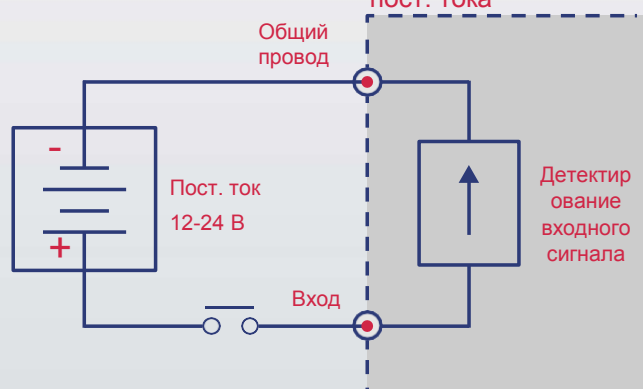 пост. тока
Общий
провод
-
Пост. ток
12-24 В
+
Детектир
ование
входного
сигнала
Вход